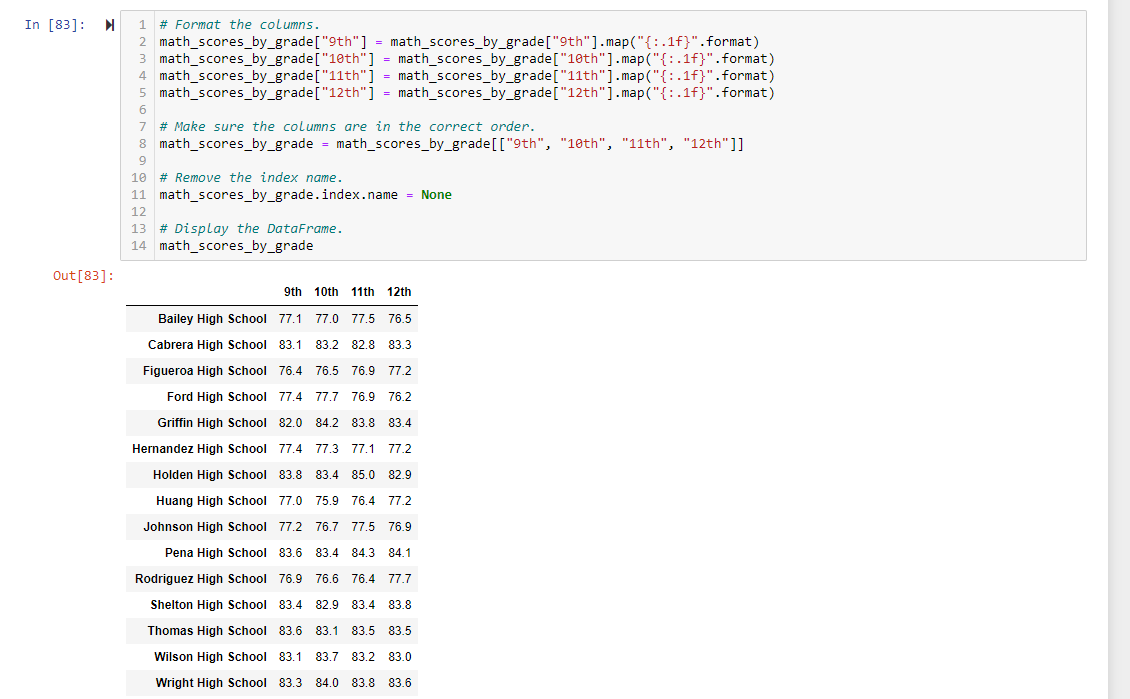 In [83]:
1 # Format the columns.
2 math_scores_by_grade["9th"] = math_scores_by_grade["9th"].map("{:.1f}".format)
3 math_scores_by_grade["10th"] = math_scores_by_grade["10th"].map("{:.1f}".format)
4 math_scores_by_grade["11th"] = math_scores_by_grade["11th"].map("{:.1f}".format)
5 math_scores_by_grade["12th"] = math_scores_by_grade["12th"].map("{:.1f}".format)
6
7 # Make sure the columns are in the correct order.
8 math_scores_by_grade = math_scores_by_grade[["9th", "10th", "11th", "12th"]]
9
10 # Remove the index name.
11 math_scores_by_grade.index.name = None
12
13 # Display the DataFrame.
14 math_scores_by_grade
Out[83]:
9th 10th 11th 12th
Bailey High School 77.1 77.0 77.5 76.5
Cabrera High School 83.1 83.2 82.8 83.3
Figueroa High School 76.4 76.5 76.9 77.2
Ford High School 77.4 77.7 76.9 76.2
Griffin High School 82.0 84.2 83.8 83.4
Hernandez High School 77.4 77.3 77.1 77.2
Holden High School 83.8 83.4 85.0 82.9
Huang High School 77.0 75.9 76.4 77.2
Johnson High School 77.2 76.7 77.5 76.9
Pena High School 83.6 83.4 84.3 84.1
Rodriguez High School 76.9 76.6 76.4 77.7
Shelton High School 83.4 82.9 83.4 83.8
Thomas High School 83.6 83.1 83.5 83.5
Wilson High School 83.1 83.7 83.2 83.0
Wright High School 83.3 84.0 83.8 83.6